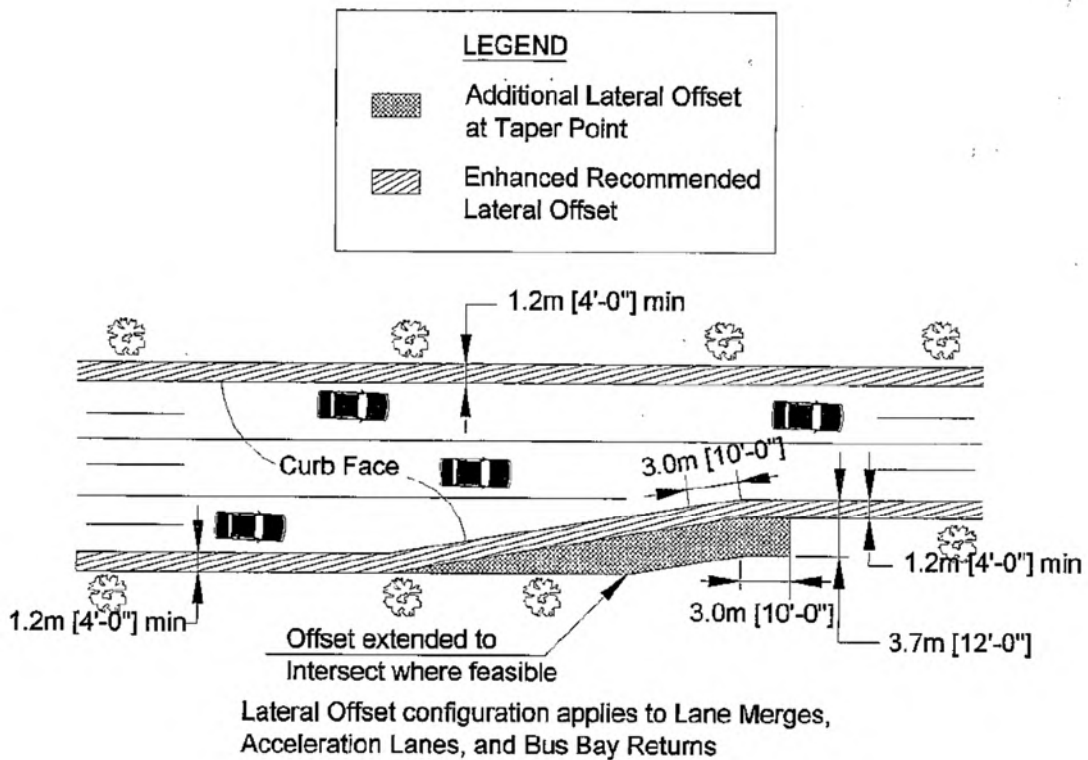 LEGEND
Additional Lateral Offset
at Taper Point
Enhanced Recommended
Lateral Offset
1.2m [4'-0"] min
Curb Face
3.0m [10'-0"]
1.2m [4'-0"] min
1.2m [4'-0"] min
3.0m [10'-0"]
3.7m [12'-0"]
Offset extended to
Intersect where feasible
Lateral Offset configuration applies to Lane Merges,
Acceleration Lanes, and Bus Bay Returns